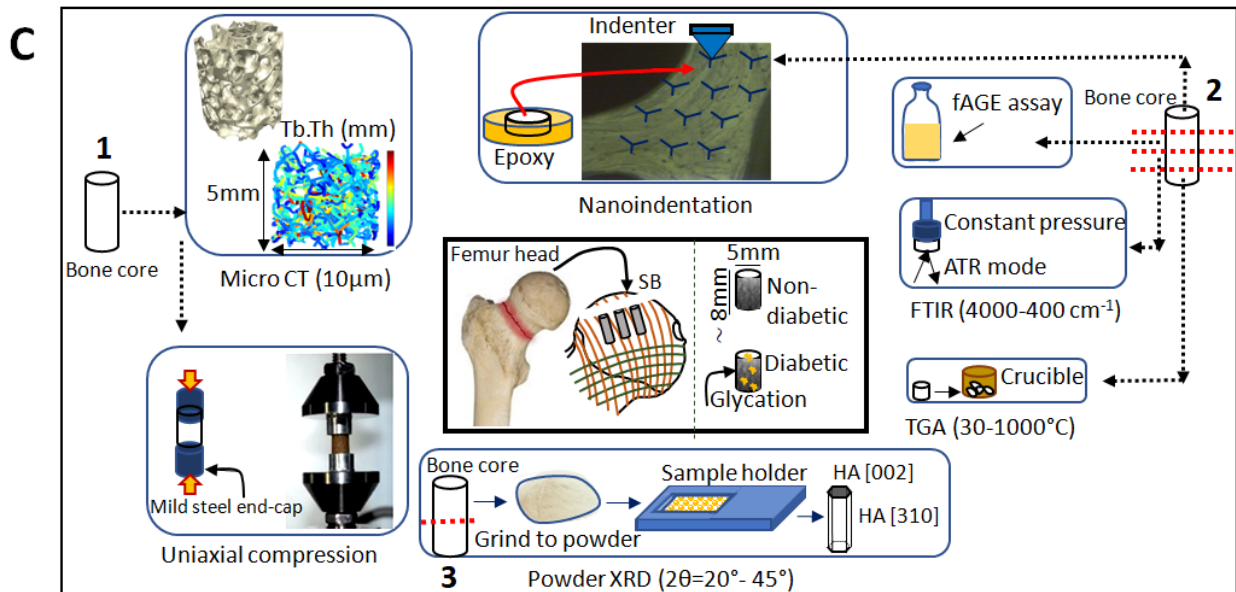 C
1
Bone core
Tb.Th (mm)
5mm
Micro CT (10µm)
Indenter
Epoxy
Nanoindentation
2
Bone core
fAGE assay
Constant pressure
ATR mode
FTIR (4000-400 cm⁻¹)
Crucible
TGA (30-1000°C)
Femur head
SB
5mm
~ 8mm
Non-
diabetic
Diabetic
Glycation
Mild steel end-cap
Uniaxial compression
Bone core
3
Grind to powder
Sample holder
HA [002]
HA [310]
Powder XRD (2θ=20°- 45°)